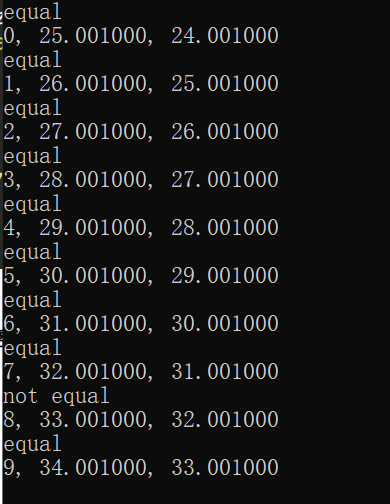 equal
0, 25.001000, 24.001000
equal
1, 26.001000, 25.001000
equal
2, 27.001000, 26.001000
equal
3, 28.001000, 27.001000
equal
4, 29.001000, 28.001000
equal
5, 30.001000, 29.001000
equal
6, 31.001000, 30.001000
equal
7, 32.001000, 31.001000
not equal
8, 33.001000, 32.001000
equal
9, 34.001000, 33.001000